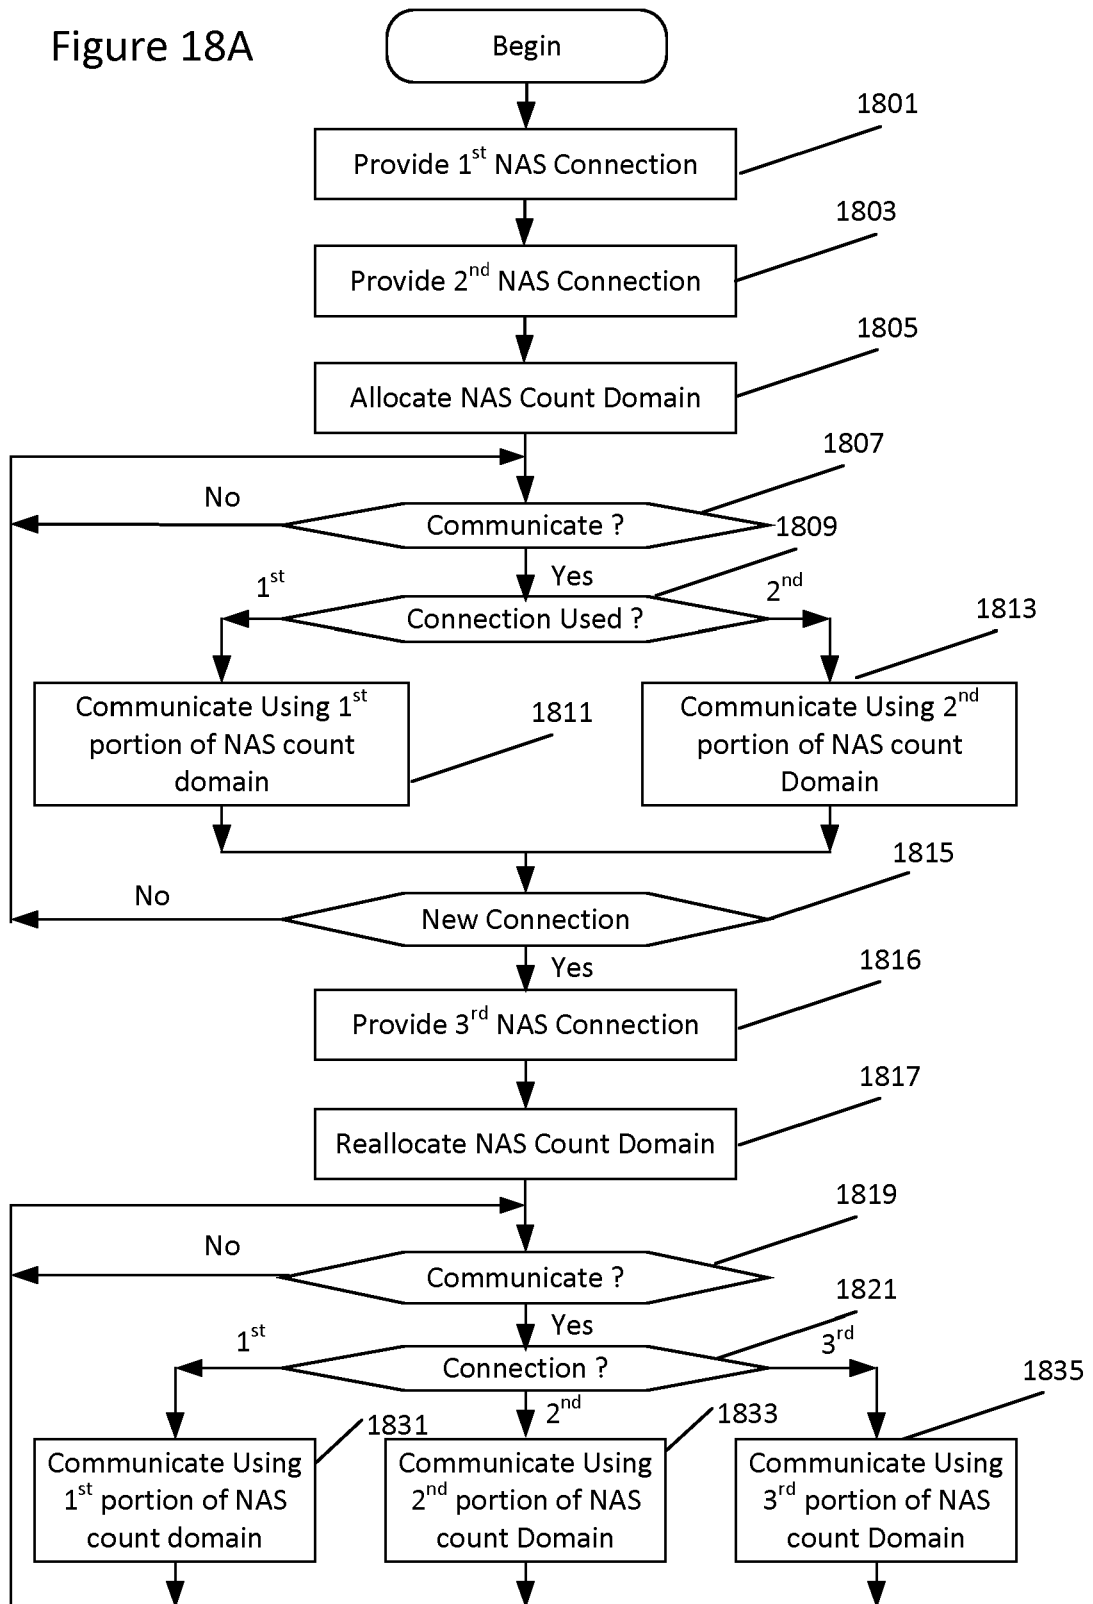 Figure 18A
Begin
1801
Provide 1st NAS Connection
1803
Provide 2nd NAS Connection
1805
Allocate NAS Count Domain
1807
No
Communicate ?
1809
Yes
1st
2nd
Connection Used ?
1813
Communicate Using 1st
portion of NAS count
domain
1811
Communicate Using 2nd
portion of NAS count
Domain
1815
No
New Connection
Yes
1816
Provide 3rd NAS Connection
1817
Reallocate NAS Count Domain
1819
No
Communicate ?
1821
Yes
1st
3rd
Connection ?
1835
2nd
1831
1833
Communicate Using
1st portion of NAS
count domain
Communicate Using
2nd portion of NAS
count Domain
Communicate Using
3rd portion of NAS
count Domain